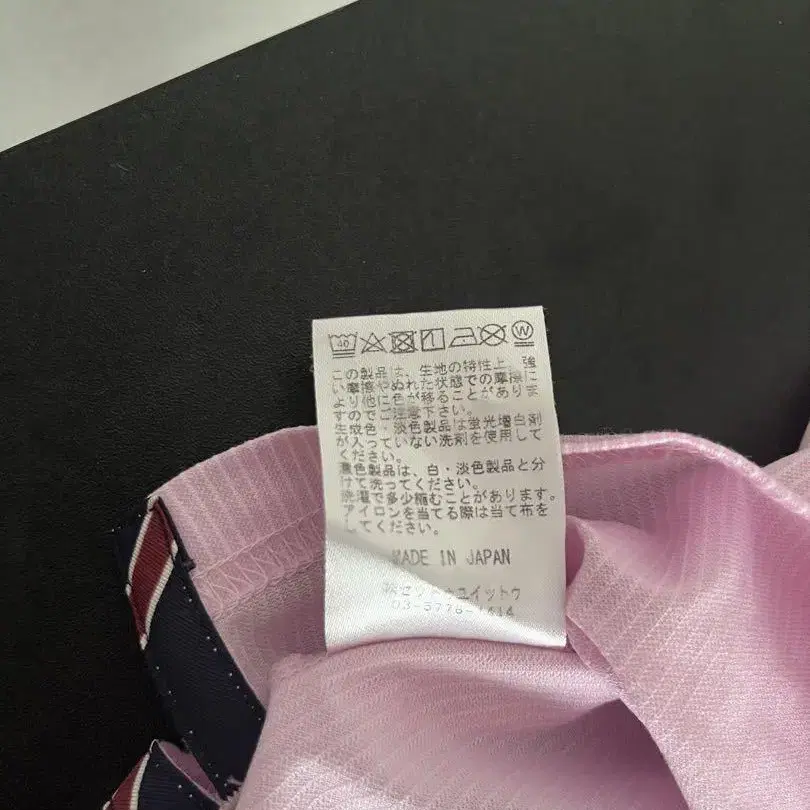 40 W
この製品は、生地の特性上、強
い摩擦やぬれた状態での摩擦に
より他に色が移ることがありま
すのでご注意下さい。
生成色・淡色製品は蛍光増白剤
が入っていない洗剤を使用して
ください。
濃色製品は、白・淡色製品と分
けて洗ってください。
洗濯で多少縮むことがあります。
アイロンを当てる際は当て布を
してください。
MADE IN JAPAN